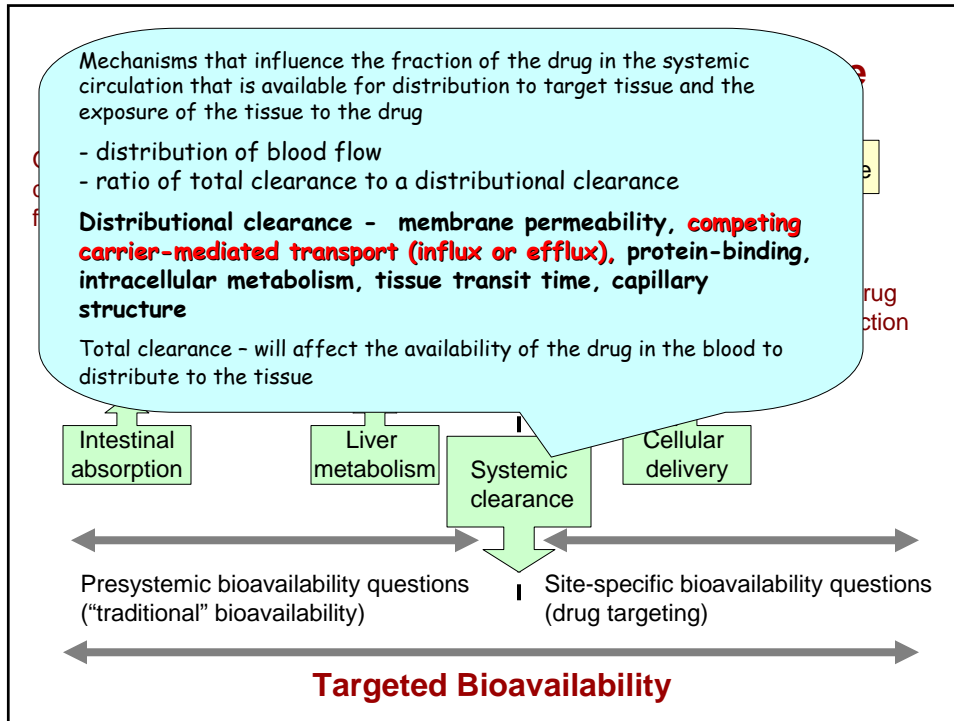 Mechanisms that influence the fraction of the drug in the systemic
circulation that is available for distribution to target tissue and the
exposure of the tissue to the drug
- distribution of blood flow
- ratio of total clearance to a distributional clearance
Distributional clearance - membrane permeability, competing
carrier-mediated transport (influx or efflux), protein-binding,
intracellular metabolism, tissue transit time, capillary
structure
Total clearance – will affect the availability of the drug in the blood to
distribute to the tissue
Intestinal
absorption
Liver
metabolism
Systemic
clearance
Cellular
delivery
Presystemic bioavailability questions
(“traditional” bioavailability)
Site-specific bioavailability questions
(drug targeting)
Targeted Bioavailability